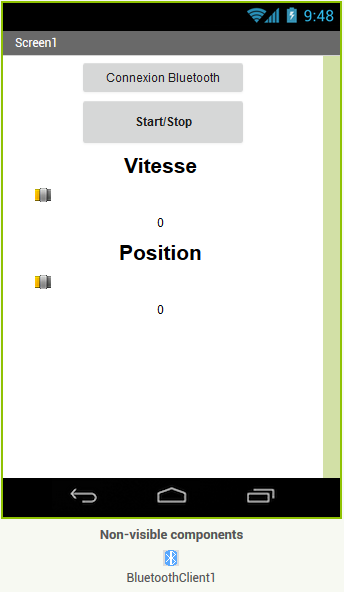 9:48
Screen1
Connexion Bluetooth
Start/Stop
Vitesse
0
Position
0
Non-visible components
BluetoothClient1